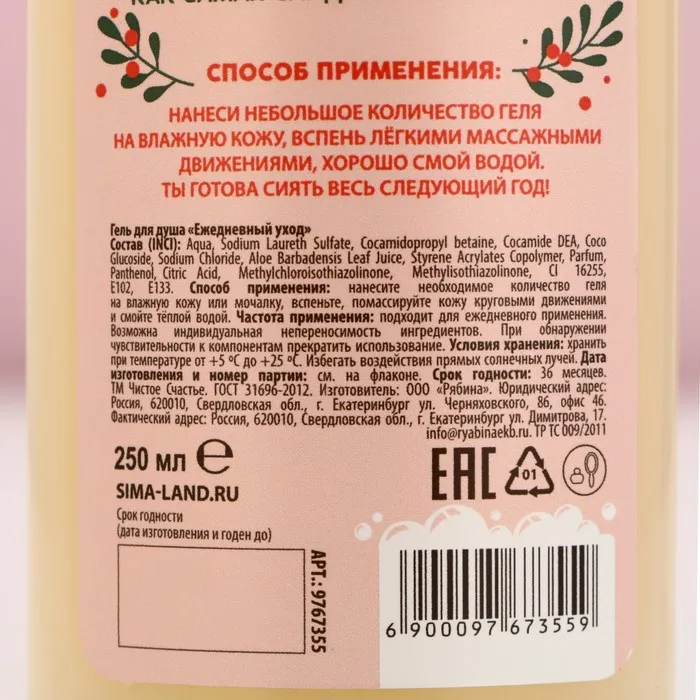 СПОСОБ ПРИМЕНЕНИЯ:
НАНЕСИ НЕБОЛЬШОЕ КОЛИЧЕСТВО ГЕЛЯ
НА ВЛАЖНУЮ КОЖУ, ВСПЕНЬ ЛЁГКИМИ МАССАЖНЫМИ
ДВИЖЕНИЯМИ, ХОРОШО СМОЙ ВОДОЙ.
ТЫ ГОТОВА СИЯТЬ ВЕСЬ СЛЕДУЮЩИЙ ГОД!
Гель для душа «Ежедневный уход»
Состав (INCI): Aqua, Sodium Laureth Sulfate, Cocamidopropyl betaine, Cocamide DEA, Coco
Glucoside, Sodium Chloride, Aloe Barbadensis Leaf Juice, Styrene Acrylates Copolymer, Parfum,
Panthenol, Citric Acid, Methylchloroisothiazolinone, Methylisothiazolinone, CI 16255,
E102, E133. Способ применения: нанесите необходимое количество геля
на влажную кожу или мочалку, вспеньте, помассируйте кожу круговыми движениями
и смойте тёплой водой. Частота применения: подходит для ежедневного применения.
Возможна индивидуальная непереносимость ингредиентов. При обнаружении
чувствительности к компонентам прекратить использование. Условия хранения: хранить
при температуре от +5 °C до +25 °C. Избегать воздействия прямых солнечных лучей. Дата
изготовления и номер партии: см. на флаконе. Срок годности: 36 месяцев.
ТМ Чистое Счастье. ГОСТ 31696-2012. Изготовитель: ООО «Рябина». Юридический адрес:
Россия, 620010, Свердловская обл., г. Екатеринбург ул. Черняховского, 86, офис 46.
Фактический адрес: Россия, 620010, Свердловская обл., г. Екатеринбург ул. Димитрова, 17.
info@ryabinaekb.ru. ТР ТС 009/2011
250 мл ℮
EAC 01
SIMA-LAND.RU
Срок годности
(дата изготовления и годен до)
АРТ.: 9767355
6 900097 673559